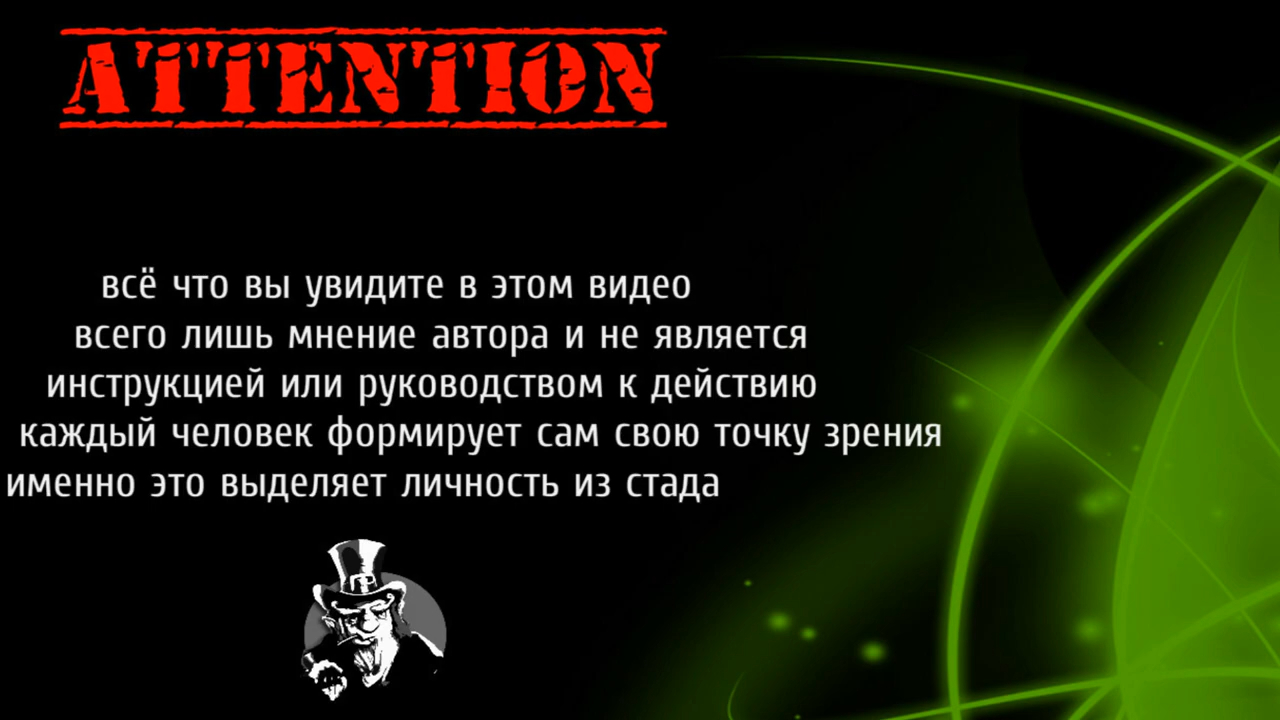 ATTENTION
всё что вы увидите в этом видео
всего лишь мнение автора и не является
инструкцией или руководством к действию
каждый человек формирует сам свою точку зрения
именно это выделяет личность из стада